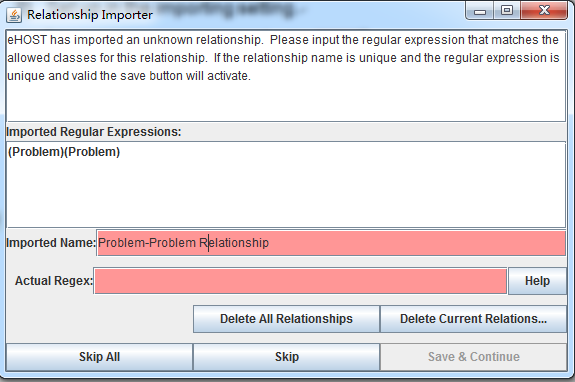 Relationship Importer
eHOST has imported an unknown relationship. Please input the regular expression that matches the
allowed classes for this relationship. If the relationship name is unique and the regular expression is
unique and valid the save button will activate.
Imported Regular Expressions:
(Problem)(Problem)
Imported Name: Problem-Problem Relationship
Actual Regex: Help
Delete All Relationships Delete Current Relations...
Skip All Skip Save & Continue